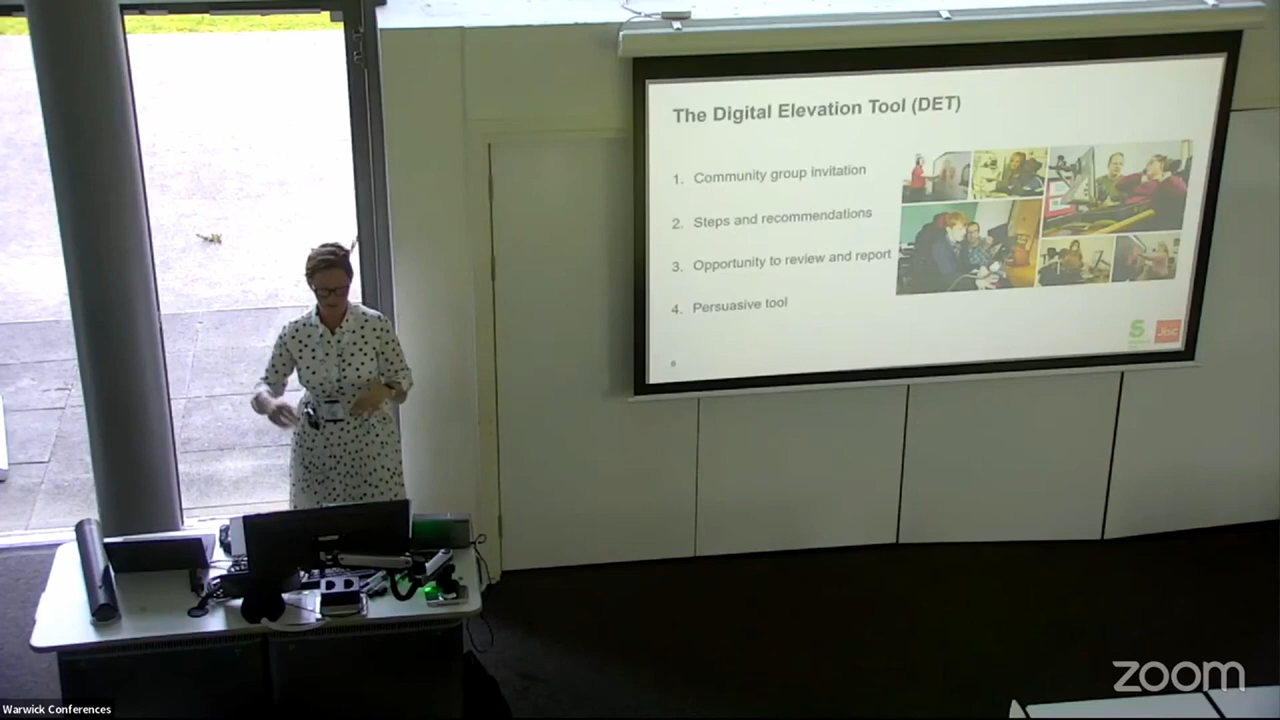 The Digital Elevation Tool (DET)
1. Community group invitation
2. Steps and recommendations
3. Opportunity to review and report
4. Persuasive tool
S
Jisc
6
zoom
Warwick Conferences